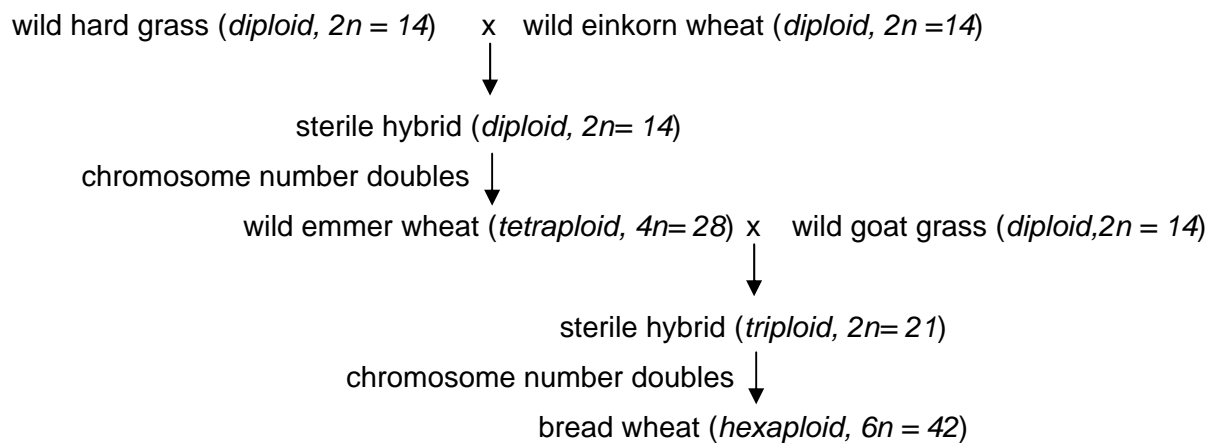 wild hard grass (diploid, 2n = 14) x wild einkorn wheat (diploid, 2n =14)
sterile hybrid (diploid, 2n= 14)
chromosome number doubles
wild emmer wheat (tetraploid, 4n= 28) x wild goat grass (diploid,2n = 14)
sterile hybrid (triploid, 2n= 21)
chromosome number doubles
bread wheat (hexaploid, 6n = 42)